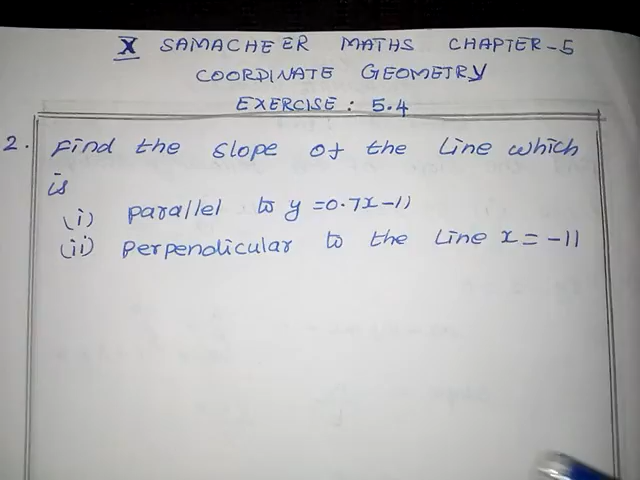 X SAMACHEER MATHS CHAPTER-5
COORDINATE GEOMETRY
EXERCISE : 5.4
2. Find the slope of the line which
is
(i) parallel to y = 0.7x-11
(ii) perpendicular to the line x = -11